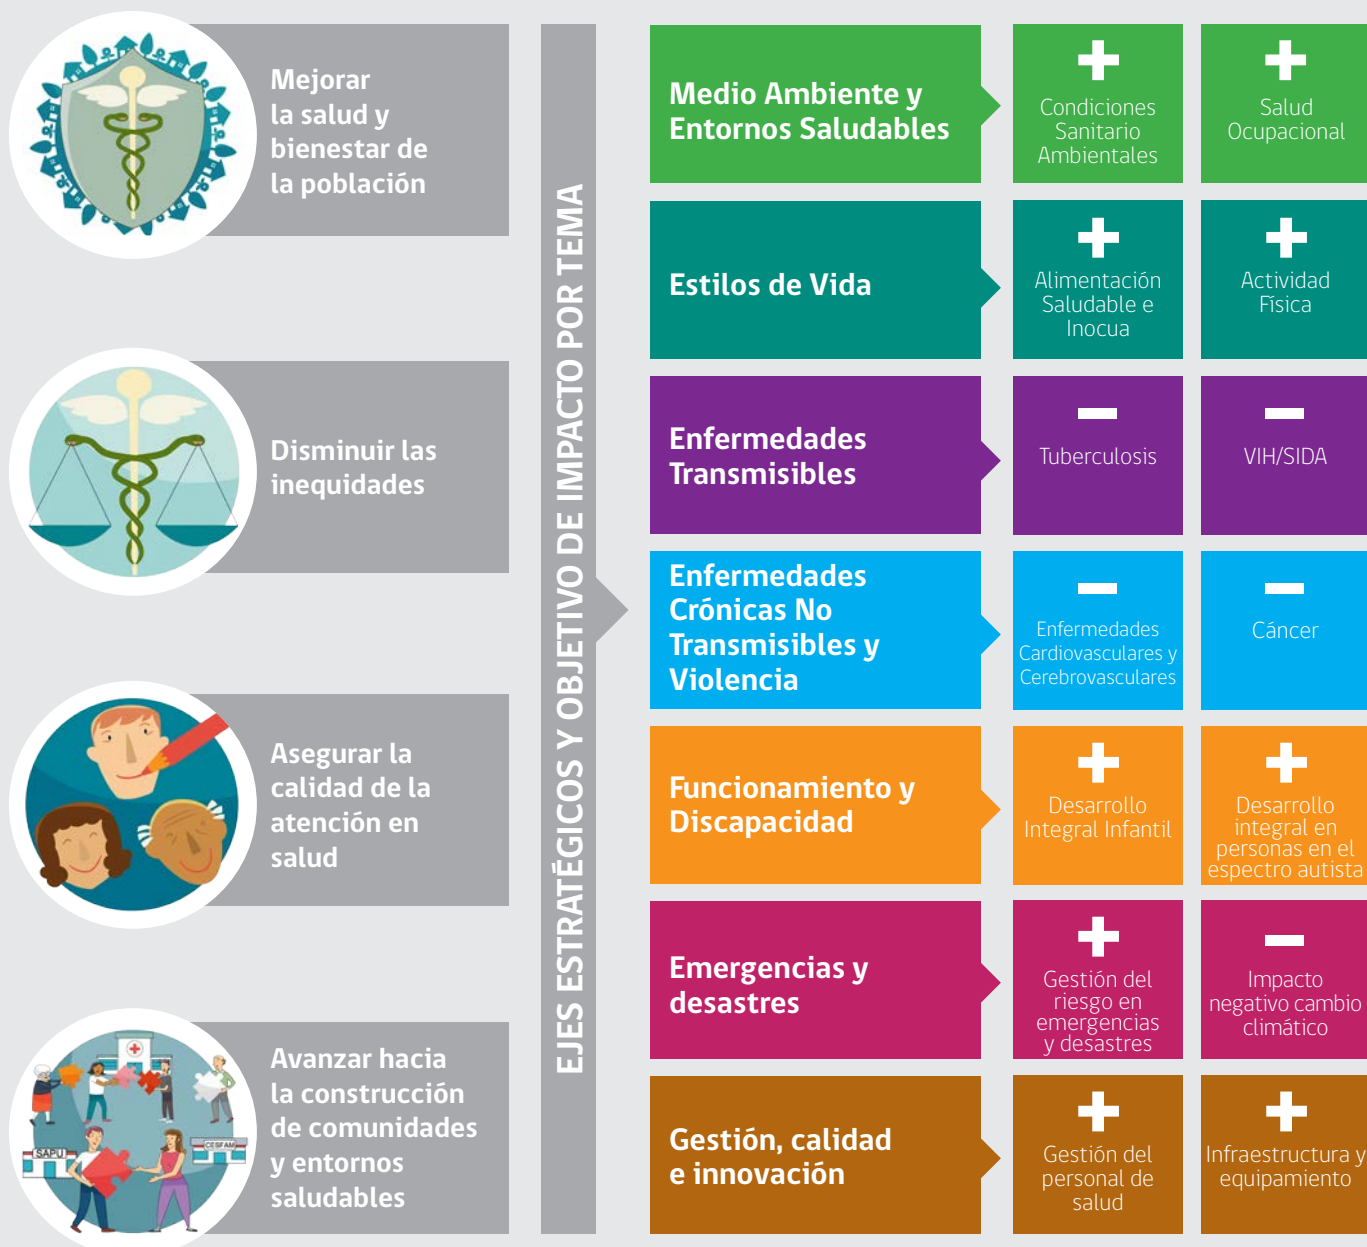 Mejorar
la salud y
bienestar de
la población
Disminuir las
inequidades
Asegurar la
calidad de la
atención en
salud
Avanzar hacia
la construcción
de comunidades
y entornos
saludables
SAPU
CESFAM
EJES ESTRATÉGICOS Y OBJETIVO DE IMPACTO POR TEMA
Medio Ambiente y
Entornos Saludables
+
Condiciones
Sanitario
Ambientales
+
Salud
Ocupacional
Estilos de Vida
+
Alimentación
Saludable e
Inocua
+
Actividad
Física
Enfermedades
Transmisibles
−
Tuberculosis
−
VIH/SIDA
Enfermedades
Crónicas No
Transmisibles y
Violencia
−
Enfermedades
Cardiovasculares y
Cerebrovasculares
−
Cáncer
Funcionamiento y
Discapacidad
+
Desarrollo
Integral Infantil
+
Desarrollo
integral en
personas en el
espectro autista
Emergencias y
desastres
+
Gestión del
riesgo en
emergencias
y desastres
−
Impacto
negativo cambio
climático
Gestión, calidad
e innovación
+
Gestión del
personal de
salud
+
Infraestructura y
equipamiento